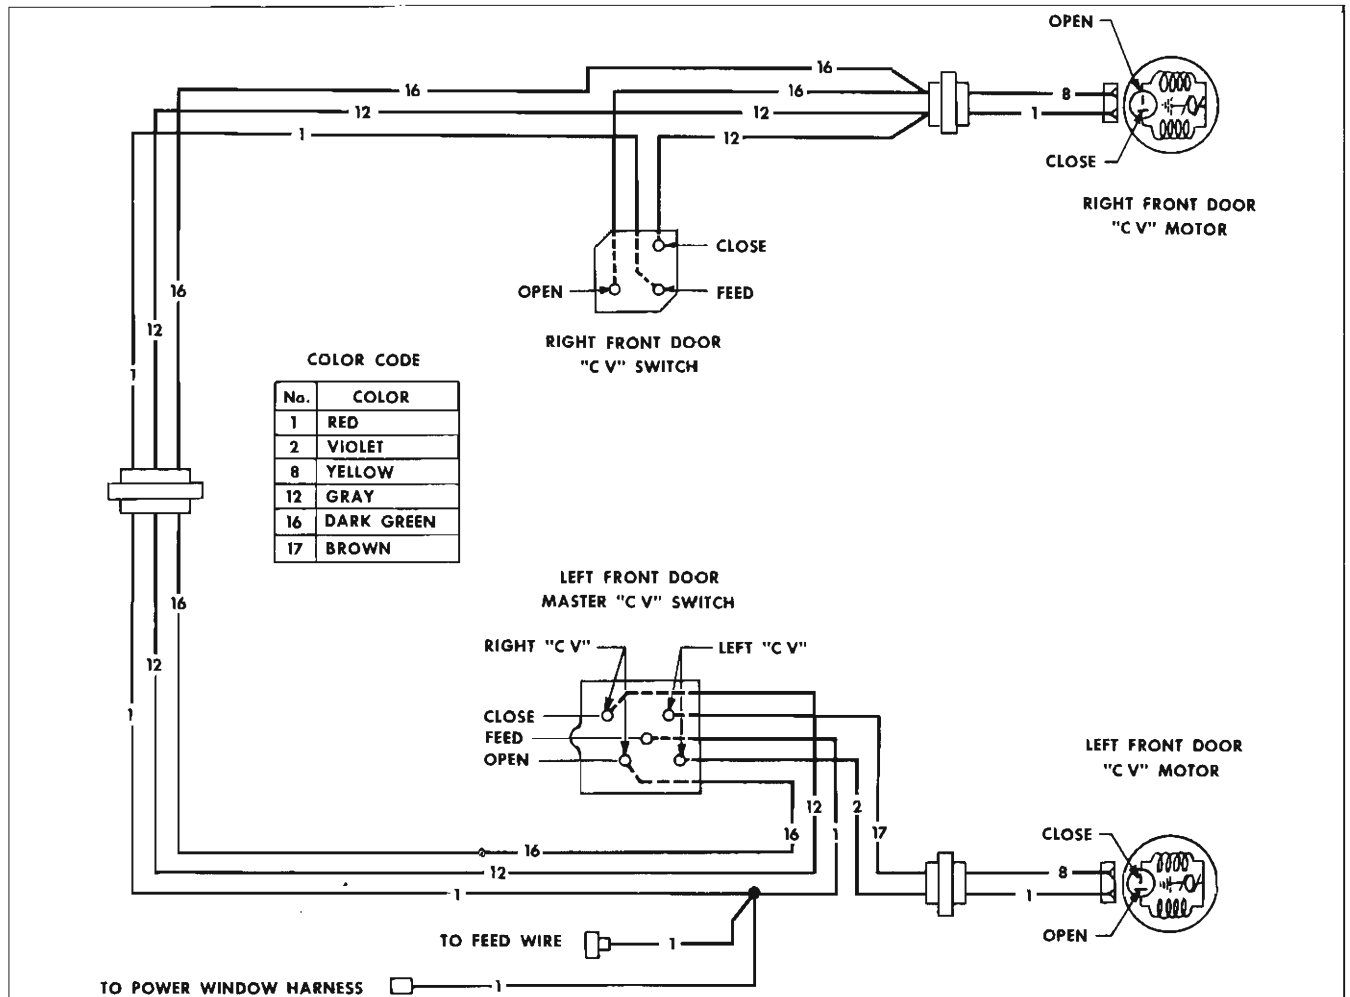 OPEN
16
16
16
8
12
12
1
1
12
CLOSE
RIGHT FRONT DOOR
"C V" MOTOR
CLOSE
OPEN
FEED
16
12
1
RIGHT FRONT DOOR
"C V" SWITCH
COLOR CODE
No. COLOR
1 RED
2 VIOLET
8 YELLOW
12 GRAY
16 DARK GREEN
17 BROWN
LEFT FRONT DOOR
MASTER "C V" SWITCH
16
12
1
RIGHT "C V"
LEFT "C V"
CLOSE
FEED
OPEN
LEFT FRONT DOOR
"C V" MOTOR
12
2
16
1
17
CLOSE
16
12
8
1
1
OPEN
TO FEED WIRE
1
TO POWER WINDOW HARNESS
1